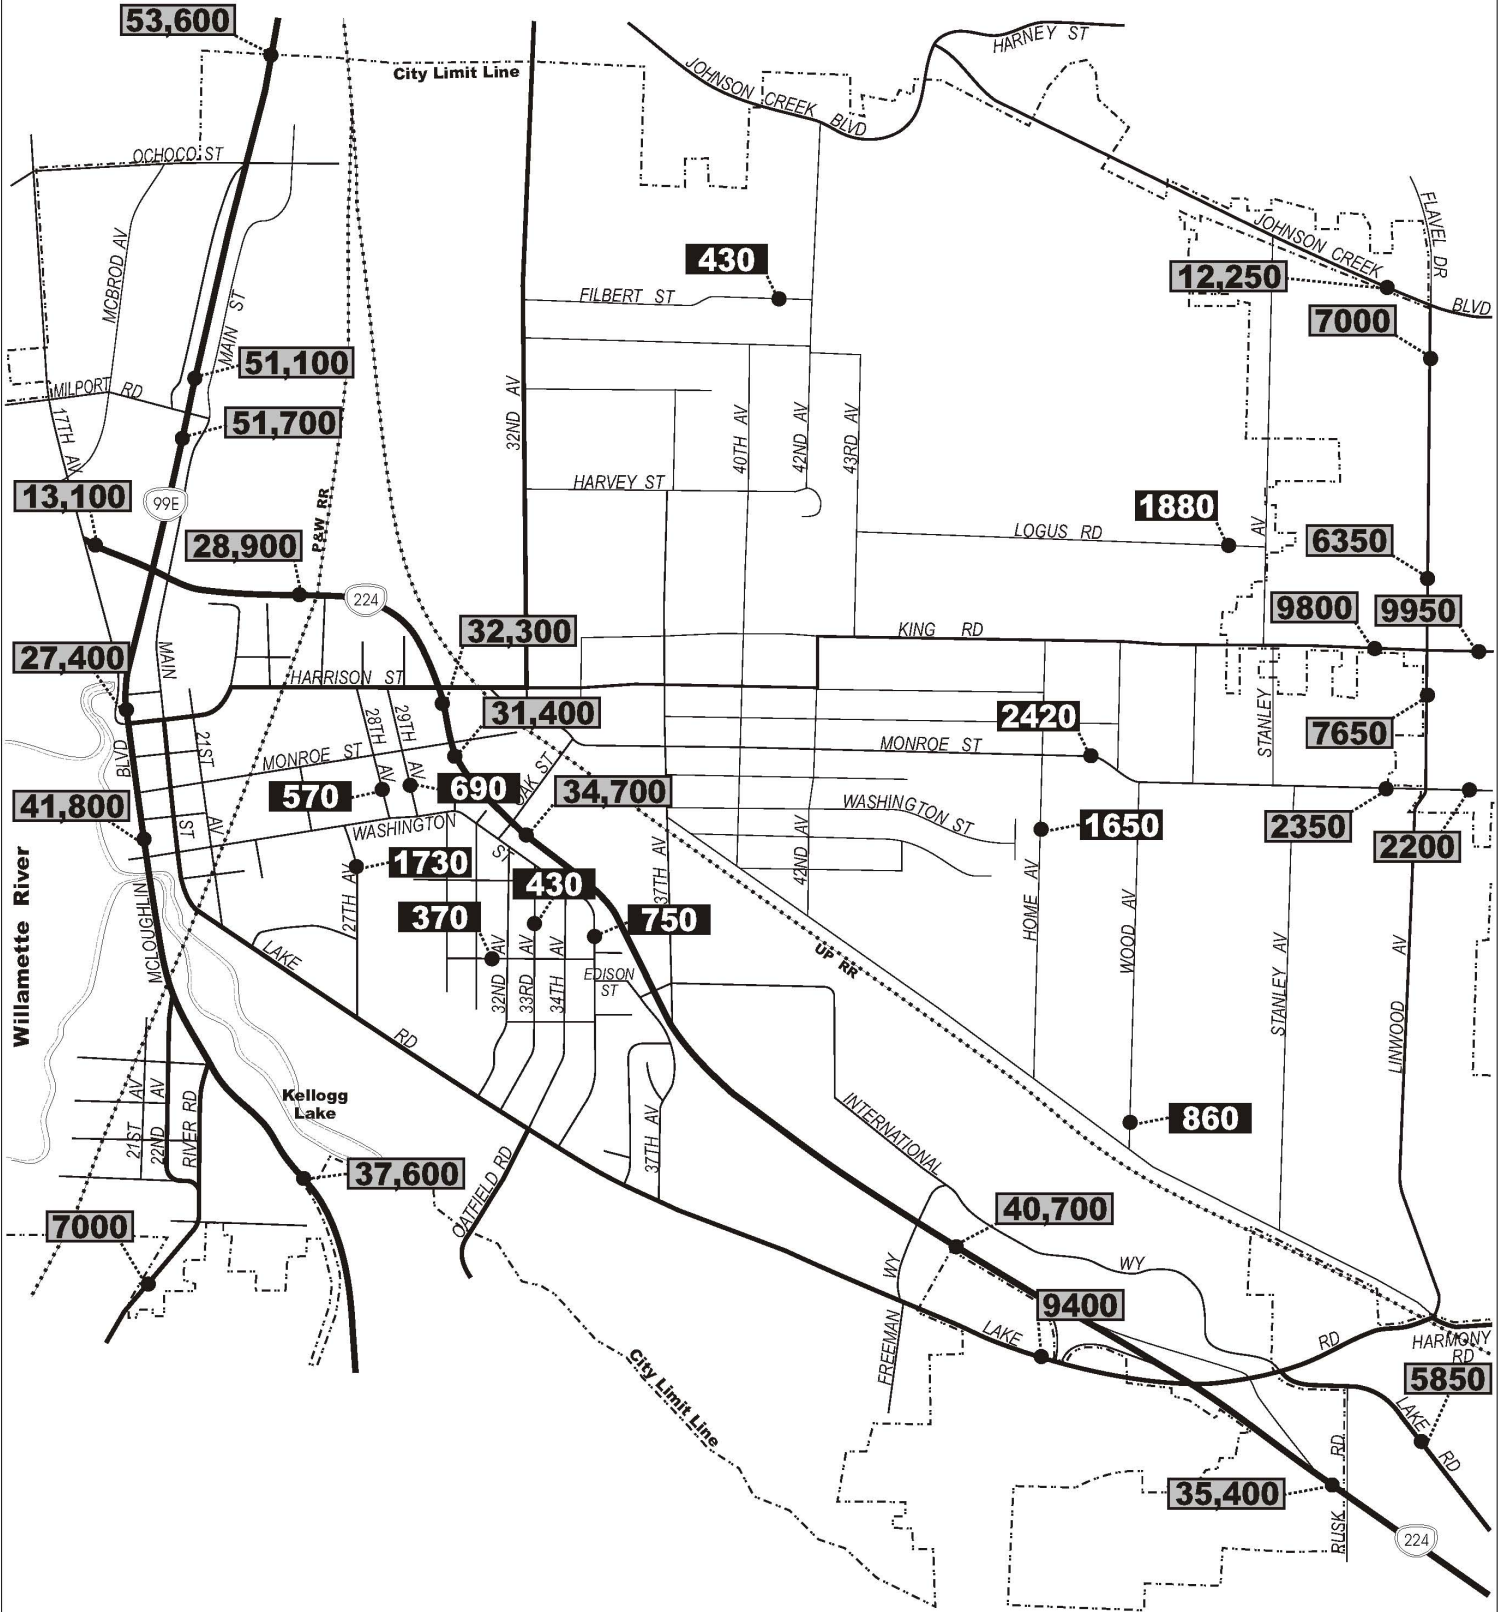 53,600
City Limit Line
HARNEY ST
JOHNSON CREEK BLVD
OCHOCO ST
MCBROD AV
MAIN ST
FLAVEL DR
JOHNSON CREEK BLVD
430
12,250
FILBERT ST
7000
51,100
MILPORT RD
51,700
17TH AV
32ND AV
40TH AV
42ND AV
43RD AV
HARVEY ST
13,100
99E
P&W RR
28,900
1880
LOGUS RD
AV
6350
224
9800
9950
32,300
KING RD
27,400
MAIN
HARRISON ST
31,400
2420
STANLEY
7650
28TH AV
29TH AV
21ST AV
BLVD
MONROE ST
MONROE ST
570
690
OAK ST
34,700
41,800
ST
WASHINGTON ST
WASHINGTON ST
1650
2350
2200
42ND AV
37TH AV
1730
430
27TH AV
370
750
Willamette River
MCLOUGHLIN
LAKE RD
32ND AV
33RD AV
34TH AV
EDISON
ST
UP RR
HOME AV
WOOD AV
STANLEY AV
LINWOOD AV
21ST AV
22ND AV
RIVER RD
Kellogg
Lake
37TH AV
860
INTERNATIONAL WY
37,600
OATFIELD RD
7000
40,700
FREEMAN WY
9400
LAKE RD
HARMONY
RD
City Limit Line
5850
LAKE RD
35,400
RUSK RD
224